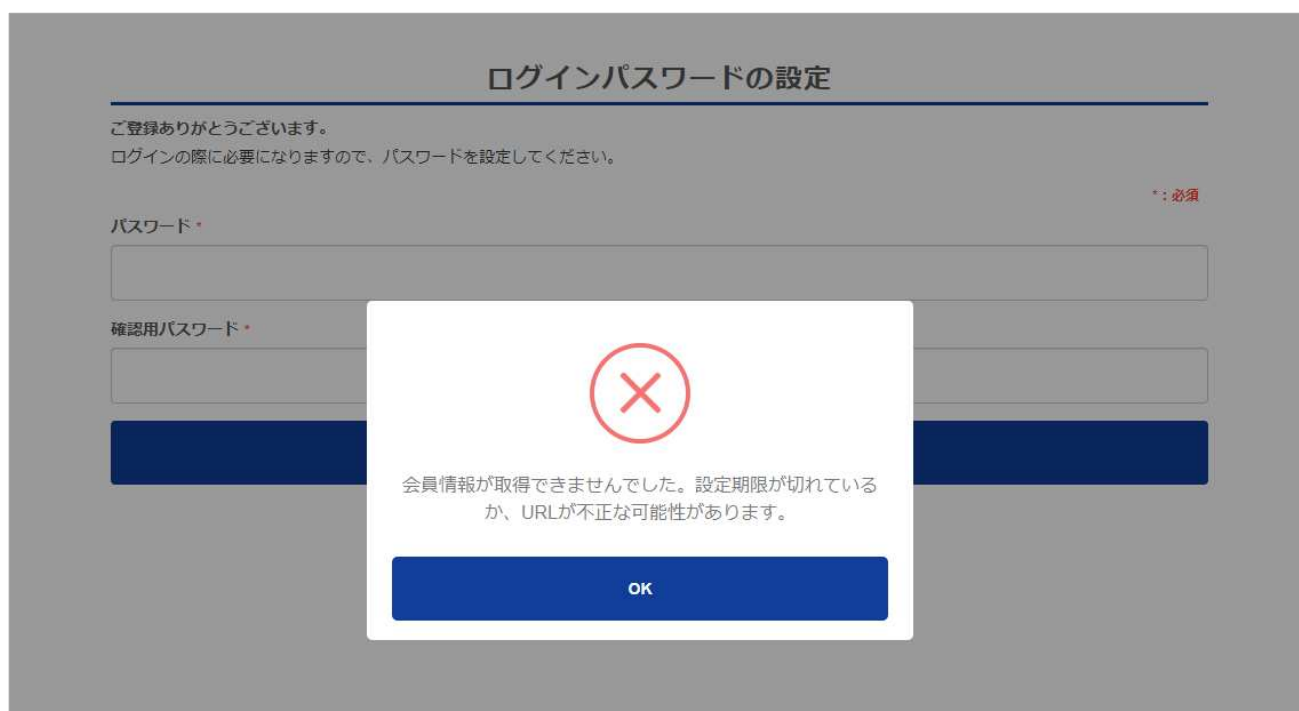 ログインパスワードの設定
ご登録ありがとうございます。
ログインの際に必要になりますので、パスワードを設定してください。
*：必須
パスワード *
確認用パスワード *
会員情報が取得できませんでした。設定期限が切れている
か、URLが不正な可能性があります。
OK